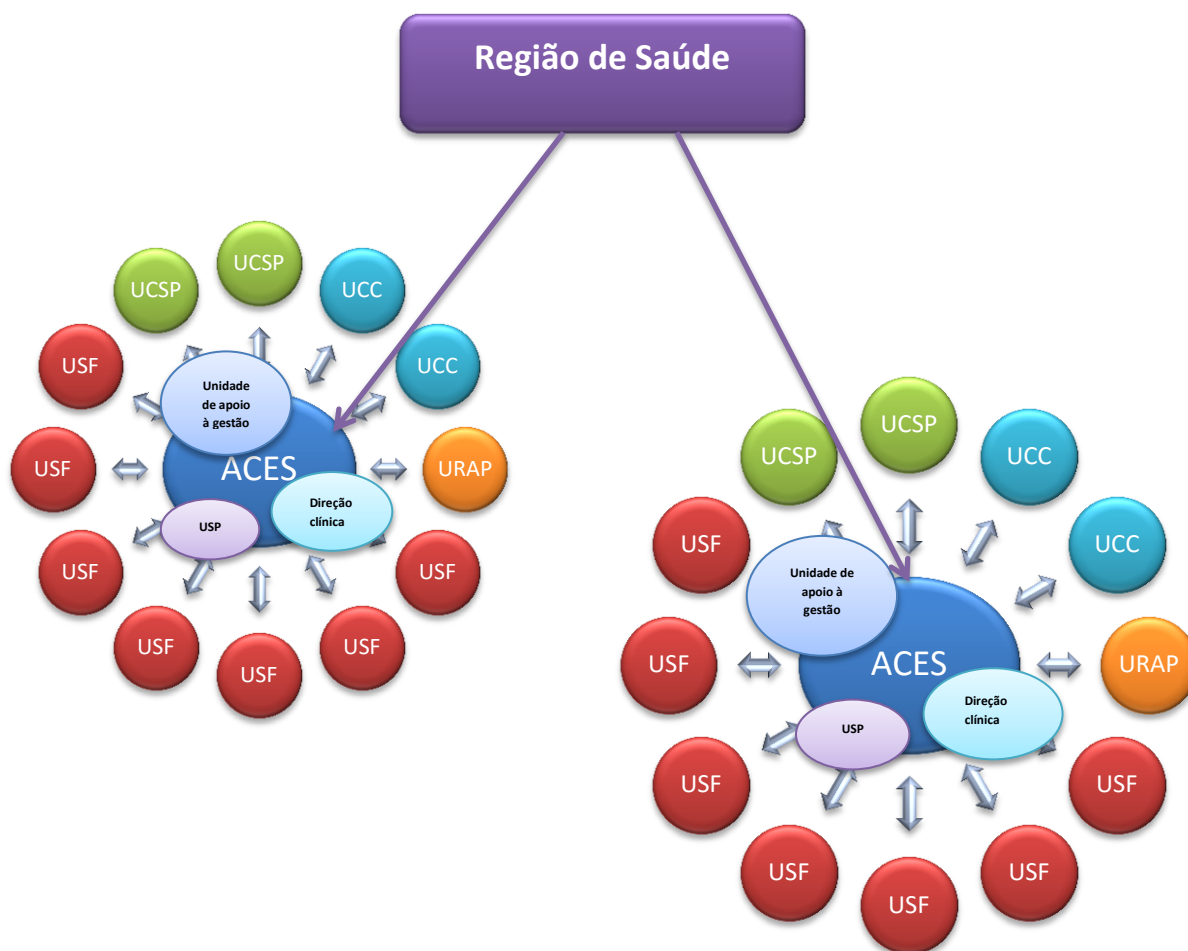 Região de Saúde
UCSP
UCSP
UCC
USF
UCC
Unidade
de apoio
à gestão
USF
ACES
URAP
Direção
clínica
USP
USF
USF
USF
USF
USF
UCSP
UCSP
UCC
USF
UCC
Unidade de
apoio à
gestão
USF
ACES
URAP
Direção
clínica
USP
USF
USF
USF
USF
USF